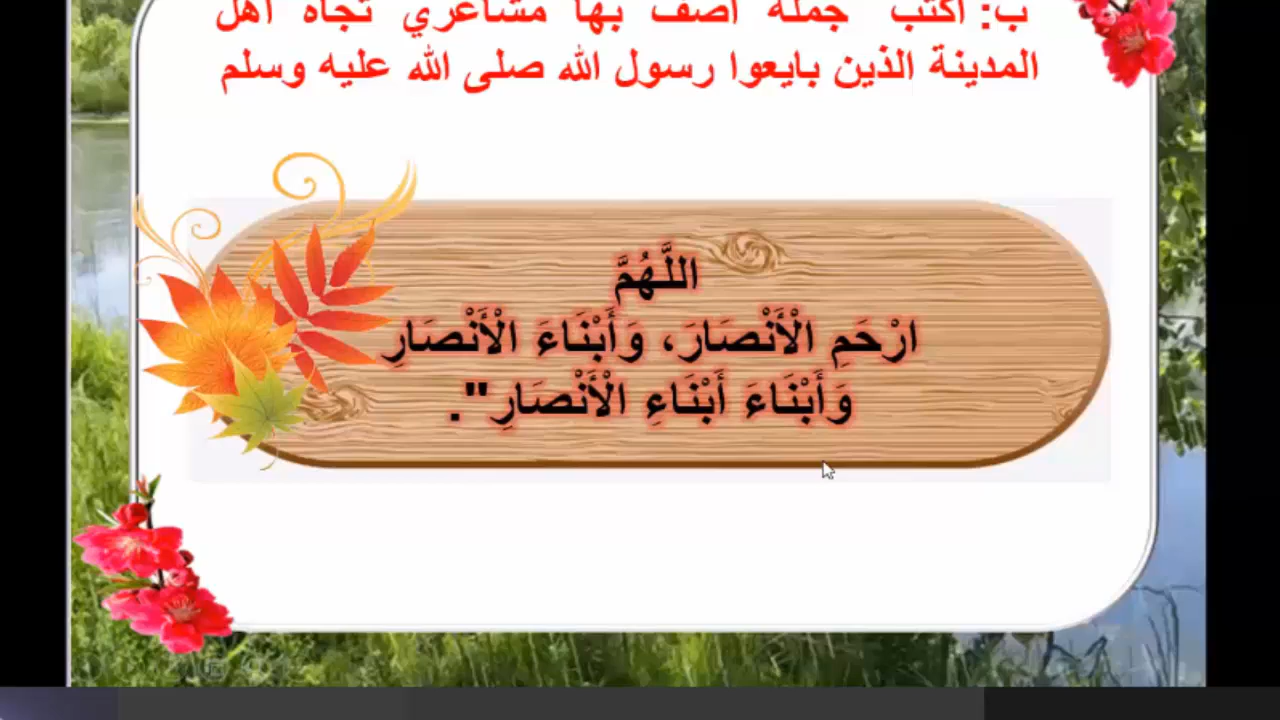 ب: اكتب جملة أصف بها مشاعري تجاه أهل
المدينة الذين بايعوا رسول الله صلى الله عليه وسلم
اللَّهُمَّ
ارْحَمِ الْأَنْصَارَ، وَأَبْنَاءَ الْأَنْصَارِ
وَأَبْنَاءَ أَبْنَاءِ الْأَنْصَارِ".